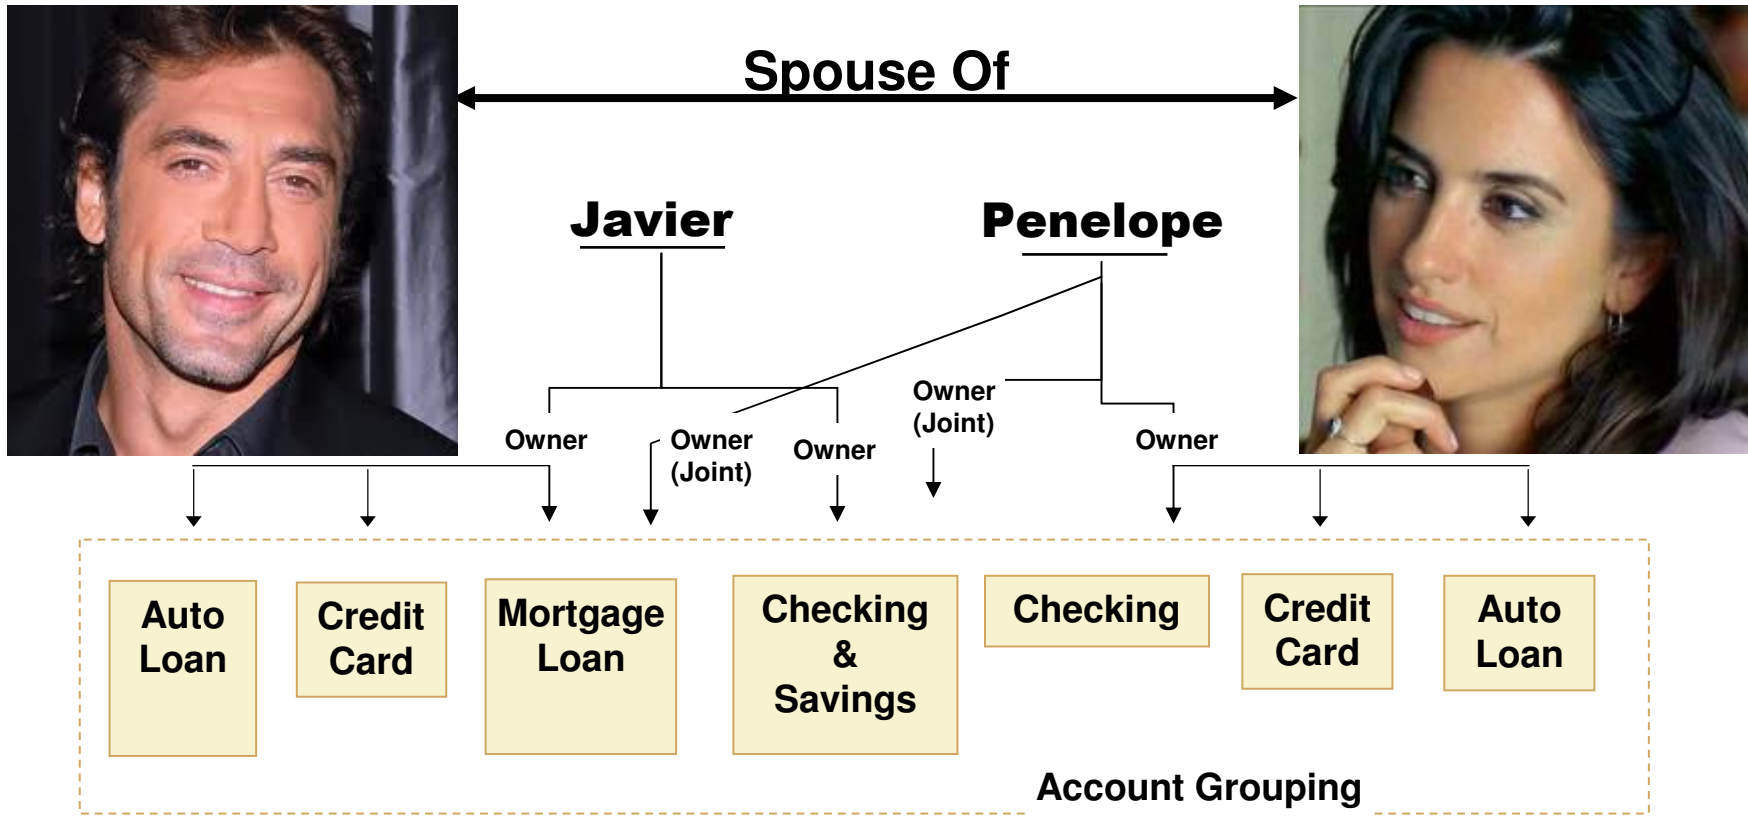 Spouse Of
Javier
Penelope
Owner
Owner
(Joint)
Owner
Owner
(Joint)
Owner
Auto
Loan
Credit
Card
Mortgage
Loan
Checking
&
Savings
Checking
Credit
Card
Auto
Loan
Account Grouping